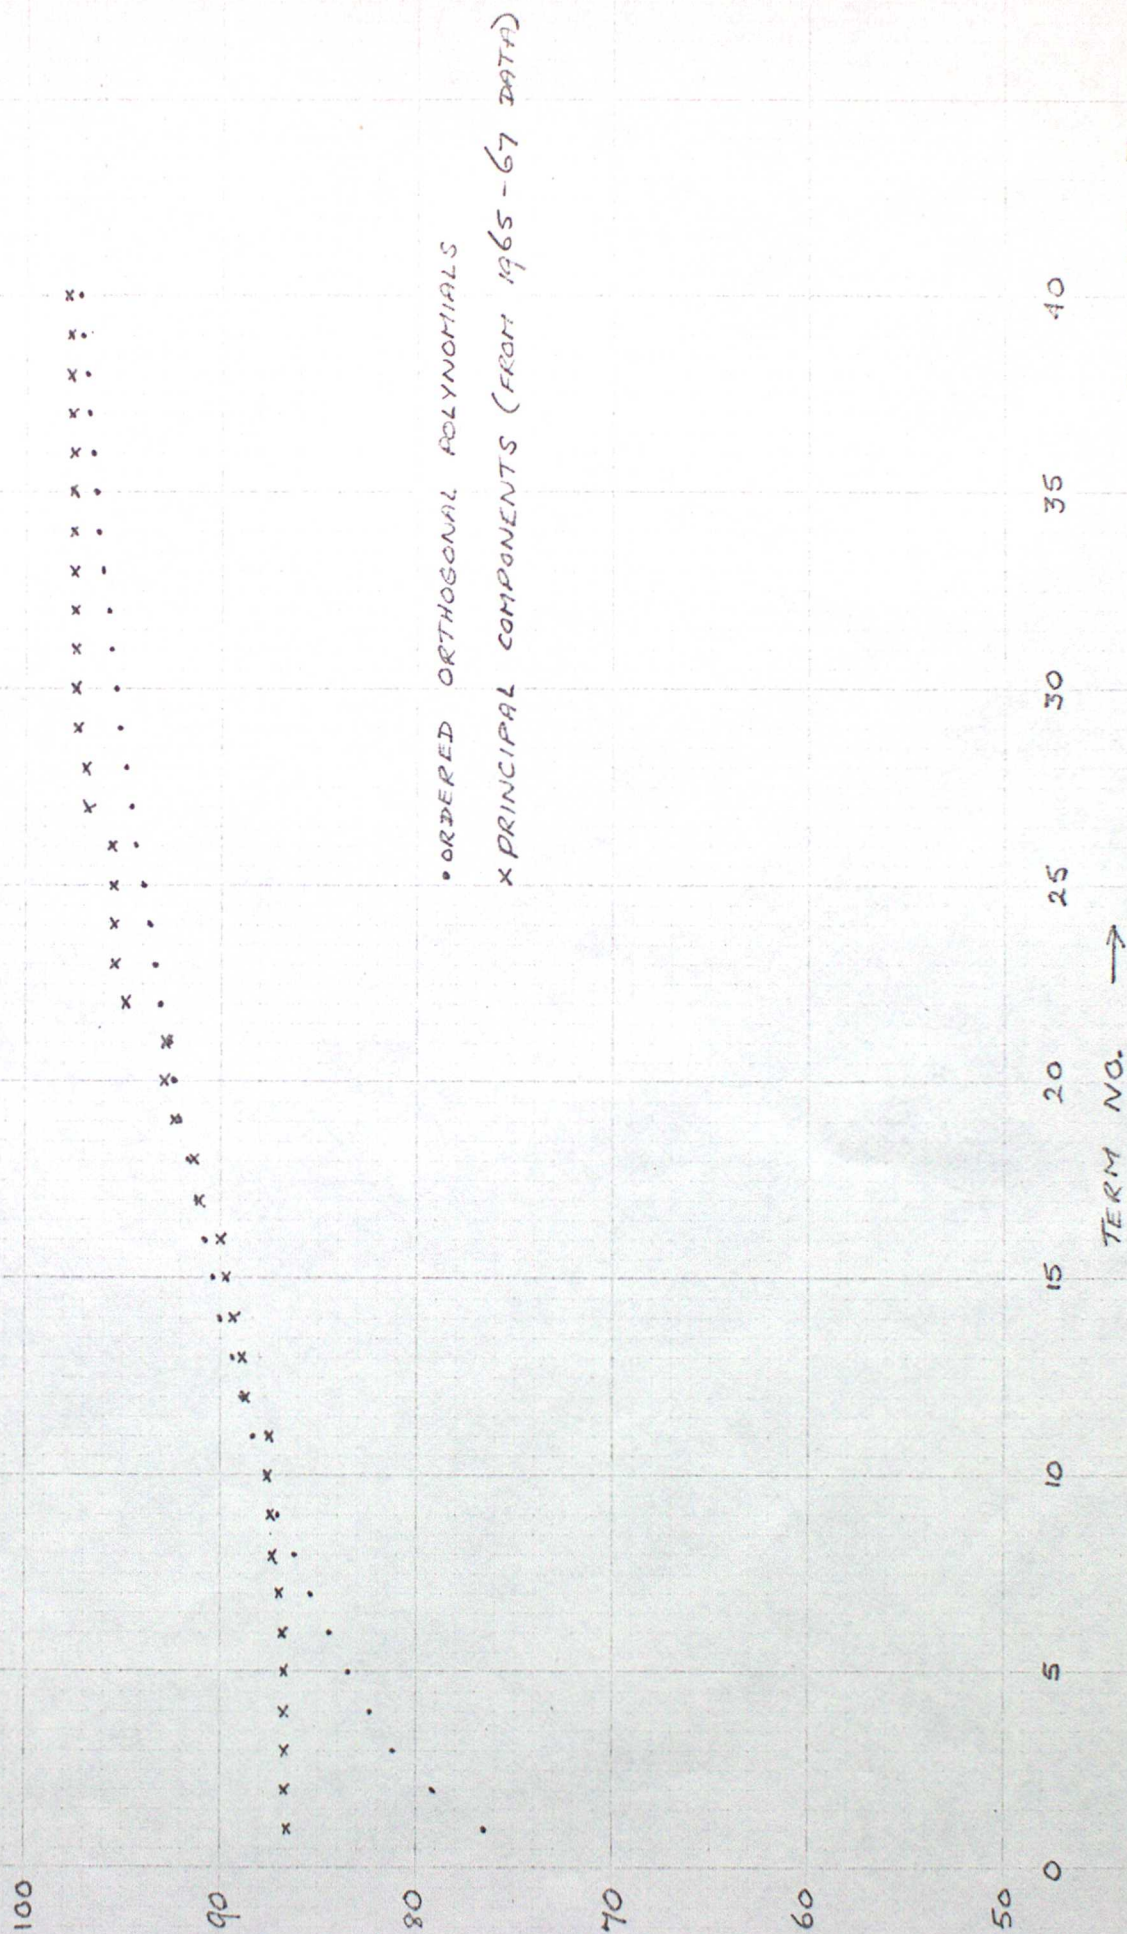 100
90
80
70
60
50
• ORDERED ORTHOGONAL POLYNOMIALS
× PRINCIPAL COMPONENTS (FROM 1965-67 DATA)
0 5 10 15 20 25 30 35 40
TERM NO. →